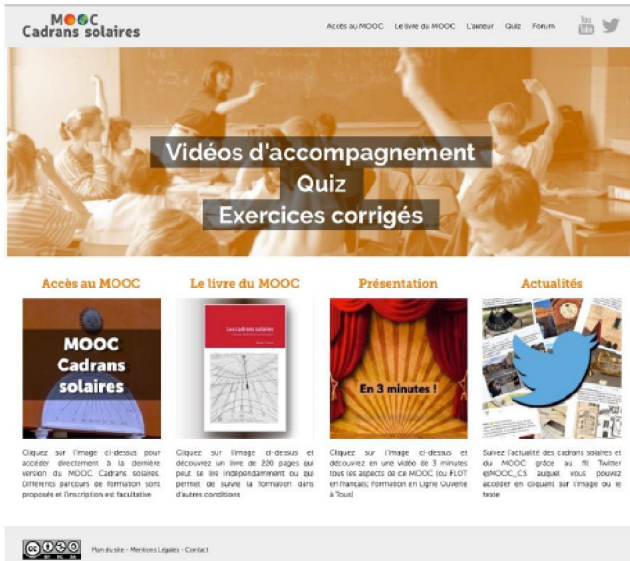 MOOC
Cadrans solaires
Accès au MOOC Le livre du MOOC L'auteur Quiz Forum
You
Tube
Vidéos d'accompagnement
Quiz
Exercices corrigés
Accès au MOOC
MOOC
Cadrans
solaires
Cliquez sur l'image ci-dessus pour
accéder directement à la dernière
version du MOOC Cadrans solaires.
Différents parcours de formation sont
proposés et l'inscription est facultative
Le livre du MOOC
Les cadrans solaires
Cliquez sur l'image ci-dessus et
découvrez un livre de 220 pages qui
peut se lire indépendamment ou qui
permet de suivre la formation dans
d'autres conditions
Présentation
En 3 minutes !
Cliquez sur l'image ci-dessus et
découvrez en une vidéo de 3 minutes
tous les aspects de ce MOOC (ou FLOT
en français: Formation en Ligne Ouverte
à Tous)
Actualités
Suivez l'actualité des cadrans solaires et
du MOOC grâce au fil Twitter
@MOOC_CS auquel vous pouvez
accéder en cliquant sur l'image ou le
texte
cc
BY NC SA
Plan du site - Mentions Légales - Contact